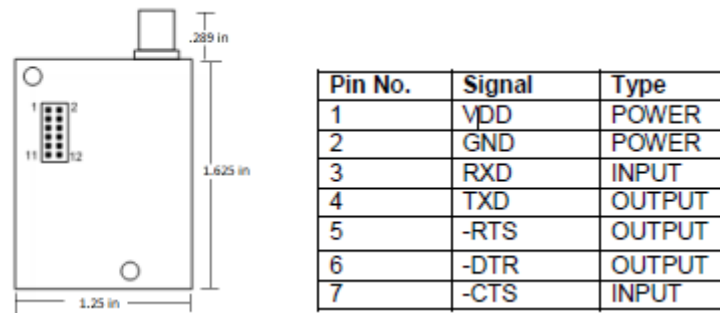 .289 in
1 2
11 12
1.625 in
1.25 in
Pin No. Signal Type
1 VDD POWER
2 GND POWER
3 RXD INPUT
4 TXD OUTPUT
5 -RTS OUTPUT
6 -DTR OUTPUT
7 -CTS INPUT